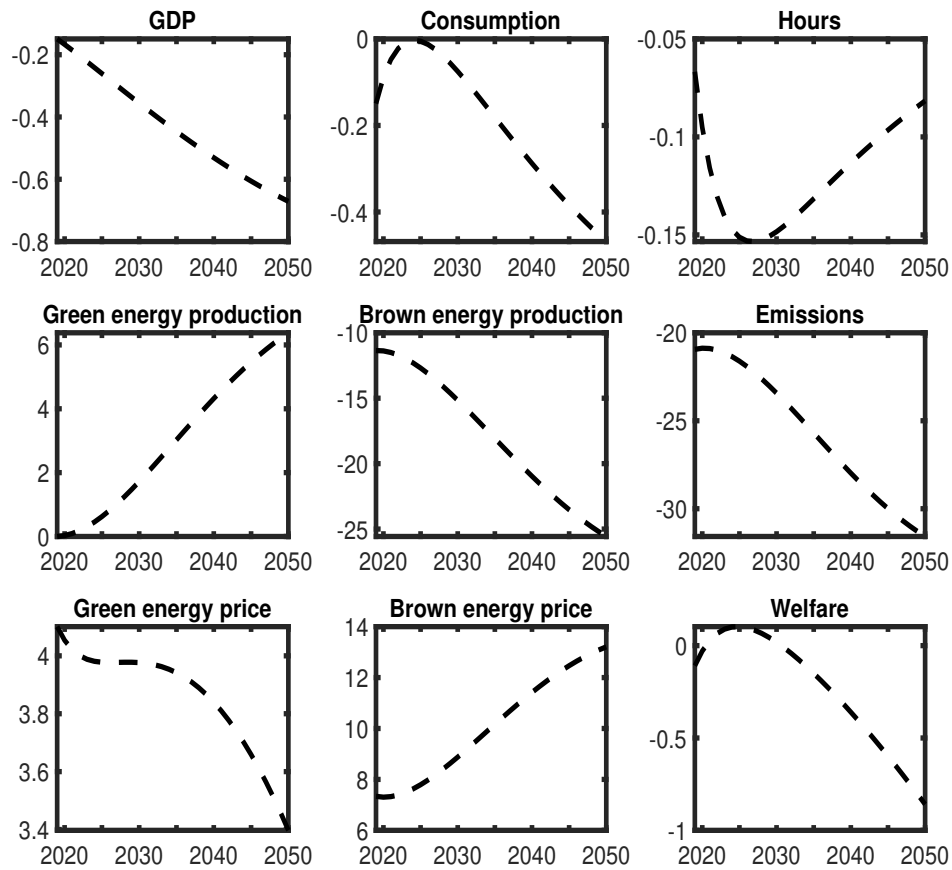 GDP
Consumption
Hours
-0.2
-0.4
-0.6
-0.8
2020 2030 2040 2050
0
-0.2
-0.4
2020 2030 2040 2050
-0.05
-0.1
-0.15
2020 2030 2040 2050
Green energy production
Brown energy production
Emissions
6
4
2
0
2020 2030 2040 2050
-10
-15
-20
-25
2020 2030 2040 2050
-20
-25
-30
2020 2030 2040 2050
Green energy price
Brown energy price
Welfare
4
3.8
3.6
3.4
2020 2030 2040 2050
14
12
10
8
6
2020 2030 2040 2050
0
-0.5
-1
2020 2030 2040 2050